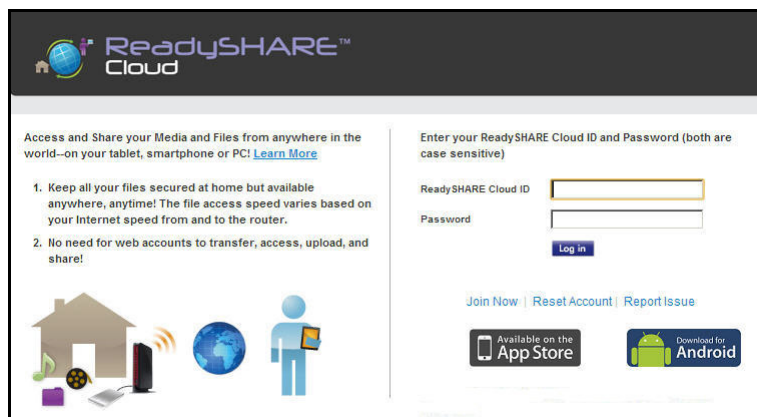 ReadySHARE™
Cloud
Access and Share your Media and Files from anywhere in the
world--on your tablet, smartphone or PC! Learn More
1. Keep all your files secured at home but available
anywhere, anytime! The file access speed varies based on
your Internet speed from and to the router.
2. No need for web accounts to transfer, access, upload, and
share!
Enter your ReadySHARE Cloud ID and Password (both are
case sensitive)
ReadySHARE Cloud ID
Password
Log in
Join Now | Reset Account | Report Issue
Available on the
App Store
Download for
Android